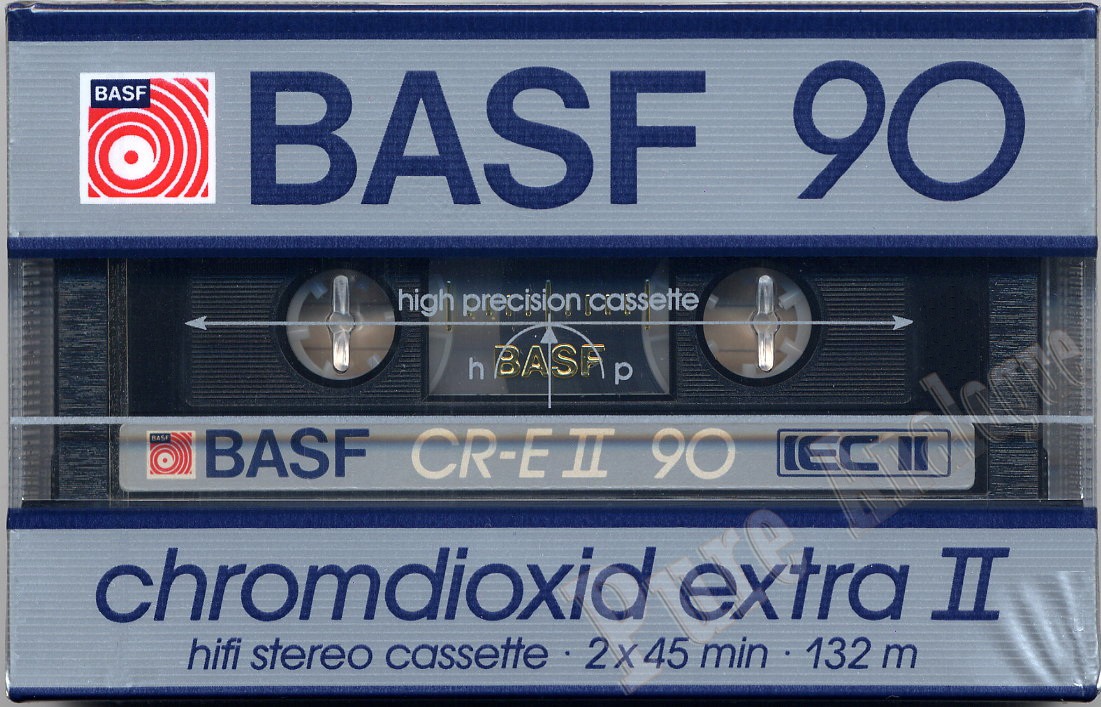 BASF
BASF 90
high precision cassette
h BASF p
BASF
BASF CR-E II 90 IEC II
chromdioxid extra II
hifi stereo cassette · 2 x 45 min · 132 m
Pure Analogue